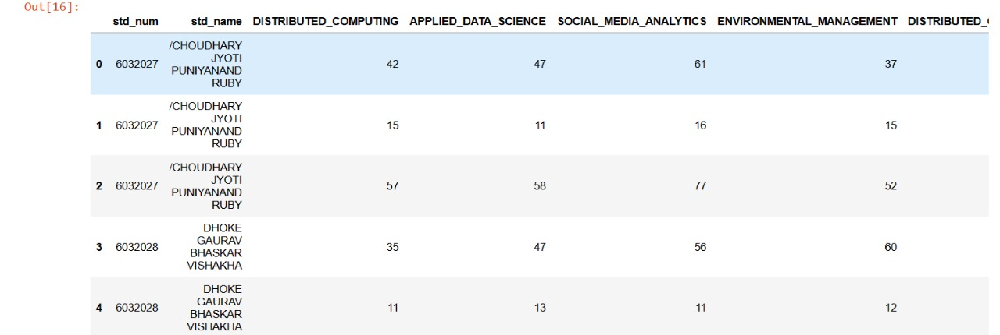 Out[16]:
std_num std_name DISTRIBUTED_COMPUTING APPLIED_DATA_SCIENCE SOCIAL_MEDIA_ANALYTICS ENVIRONMENTAL_MANAGEMENT DISTRIBUTED_
/CHOUDHARY
JYOTI
0 6032027 PUNIYANAND 42 47 61 37
RUBY
/CHOUDHARY
JYOTI
1 6032027 PUNIYANAND 15 11 16 15
RUBY
/CHOUDHARY
JYOTI
2 6032027 PUNIYANAND 57 58 77 52
RUBY
DHOKE
GAURAV
3 6032028 BHASKAR 35 47 56 60
VISHAKHA
DHOKE
GAURAV
4 6032028 BHASKAR 11 13 11 12
VISHAKHA